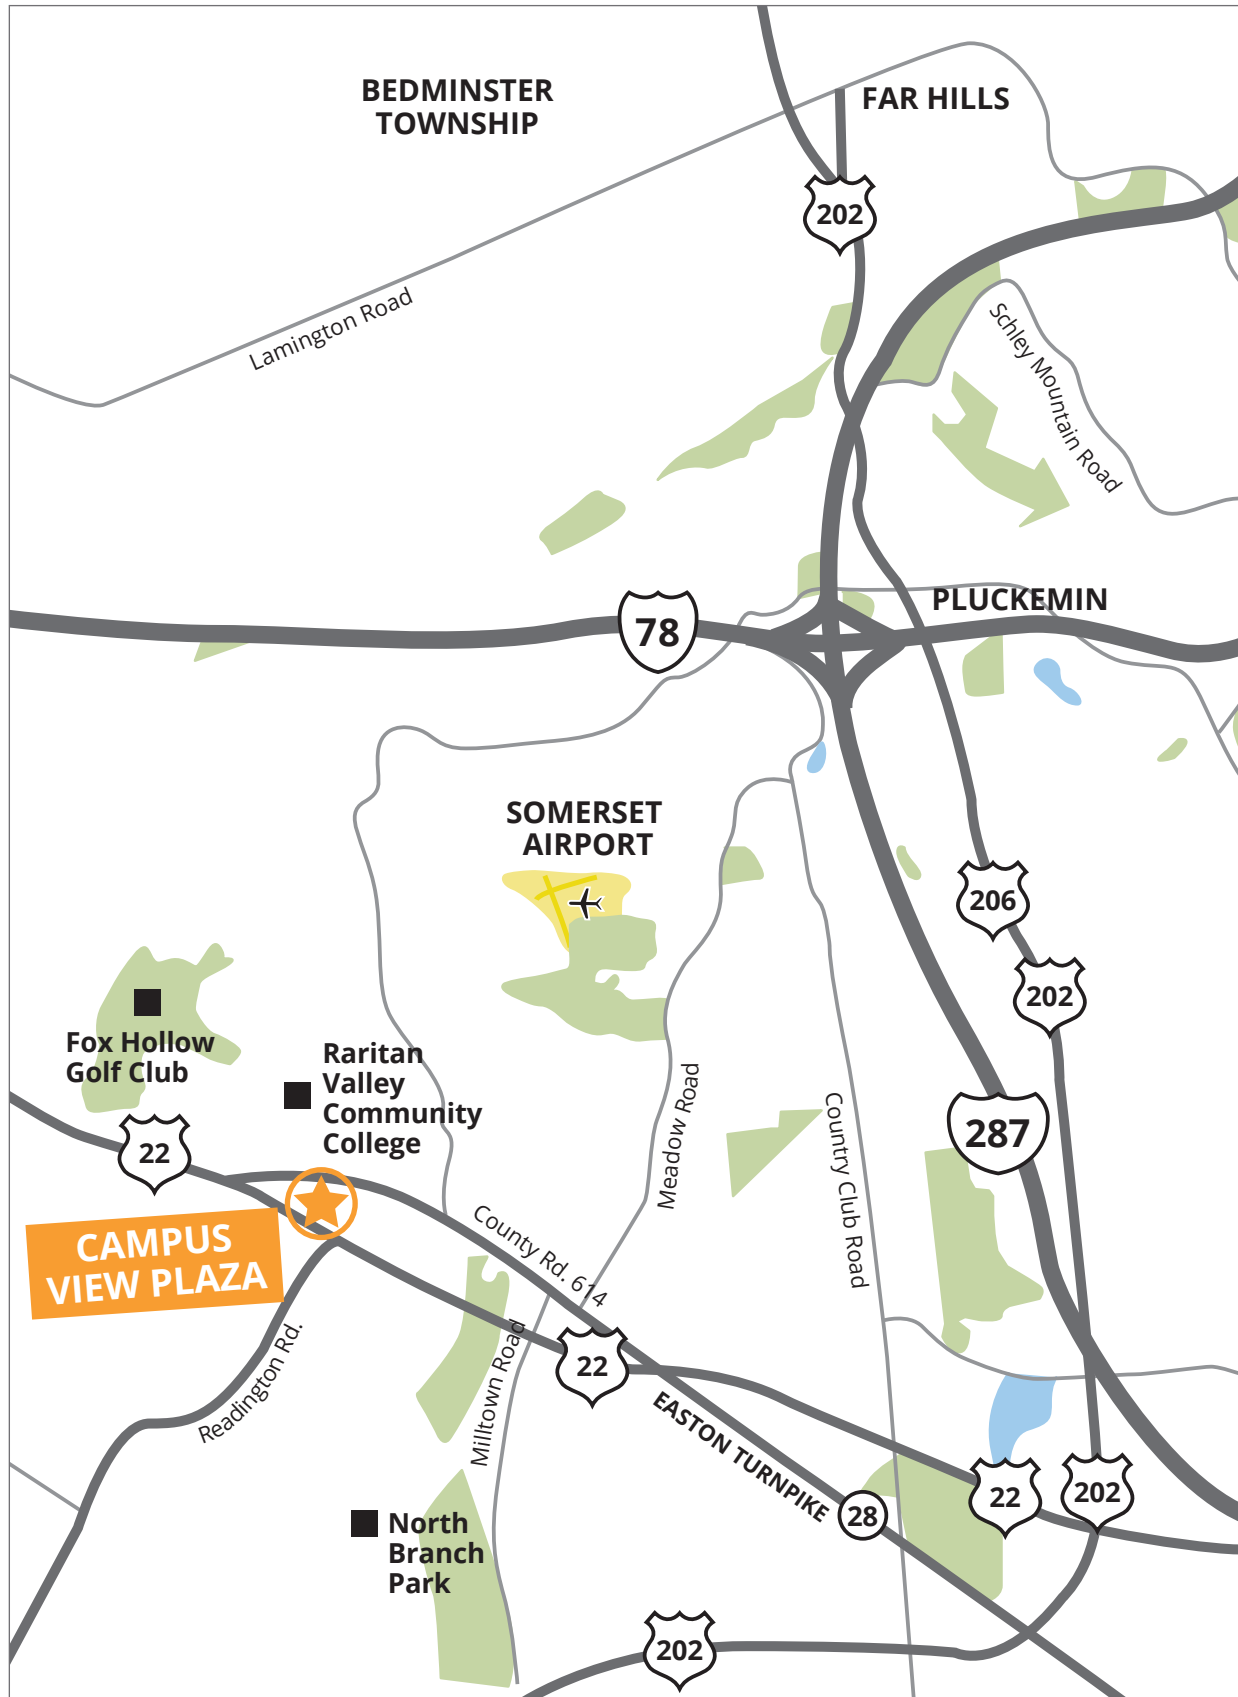 BEDMINSTER
TOWNSHIP
FAR HILLS
202
Lamington Road
Schley Mountain Road
PLUCKEMIN
78
SOMERSET
AIRPORT
206
202
Fox Hollow
Golf Club
Raritan
Valley
Community
College
22
287
Meadow Road
Country Club Road
CAMPUS
VIEW PLAZA
County Rd. 614
Readington Rd.
Milltown Road
22
EASTON TURNPIKE
28
22
202
North
Branch
Park
202